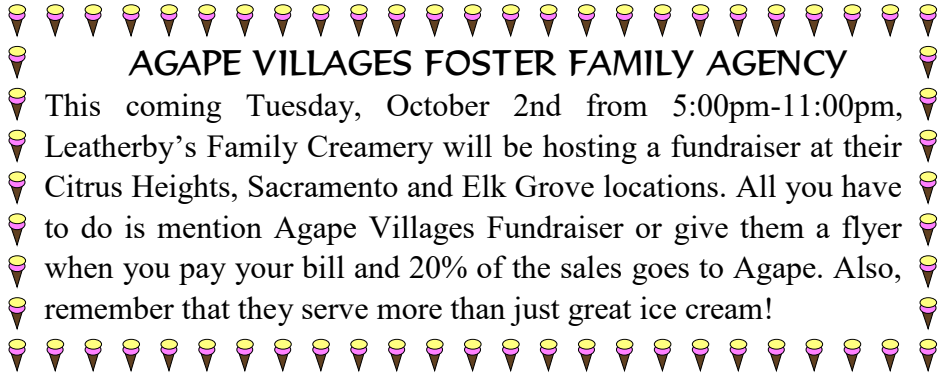 AGAPE VILLAGES FOSTER FAMILY AGENCY
This coming Tuesday, October 2nd from 5:00pm-11:00pm,
Leatherby’s Family Creamery will be hosting a fundraiser at their
Citrus Heights, Sacramento and Elk Grove locations. All you have
to do is mention Agape Villages Fundraiser or give them a flyer
when you pay your bill and 20% of the sales goes to Agape. Also,
remember that they serve more than just great ice cream!